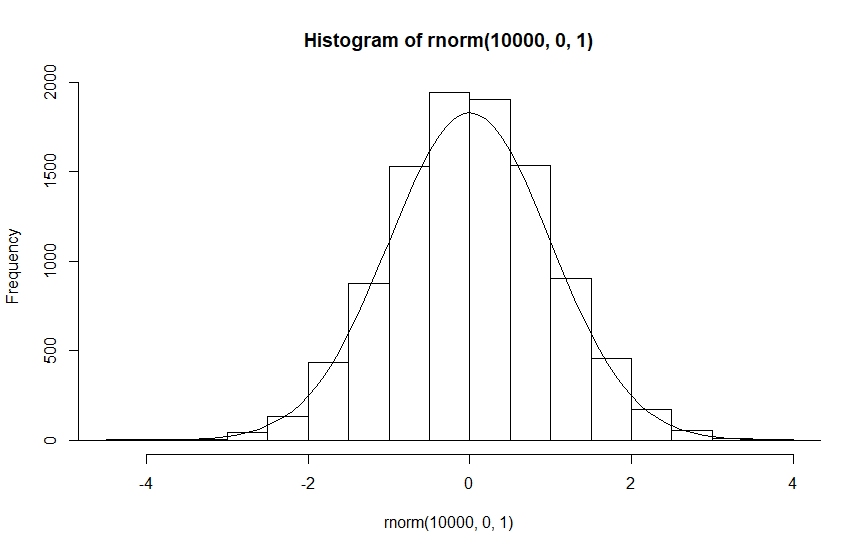 Histogram of rnorm(10000, 0, 1)
2000
1500
1000
500
0
Frequency
-4 -2 0 2 4
rnorm(10000, 0, 1)